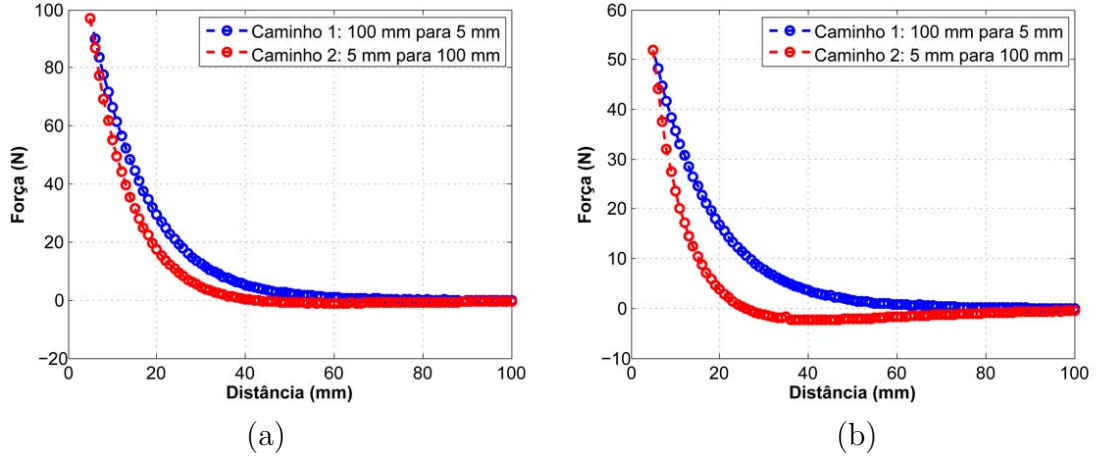 100
80
60
40
20
0
−20
Força (N)
Caminho 1: 100 mm para 5 mm
Caminho 2: 5 mm para 100 mm
0 20 40 60 80 100
Distância (mm)
(a)
60
50
40
30
20
10
0
−10
Força (N)
Caminho 1: 100 mm para 5 mm
Caminho 2: 5 mm para 100 mm
0 20 40 60 80 100
Distância (mm)
(b)